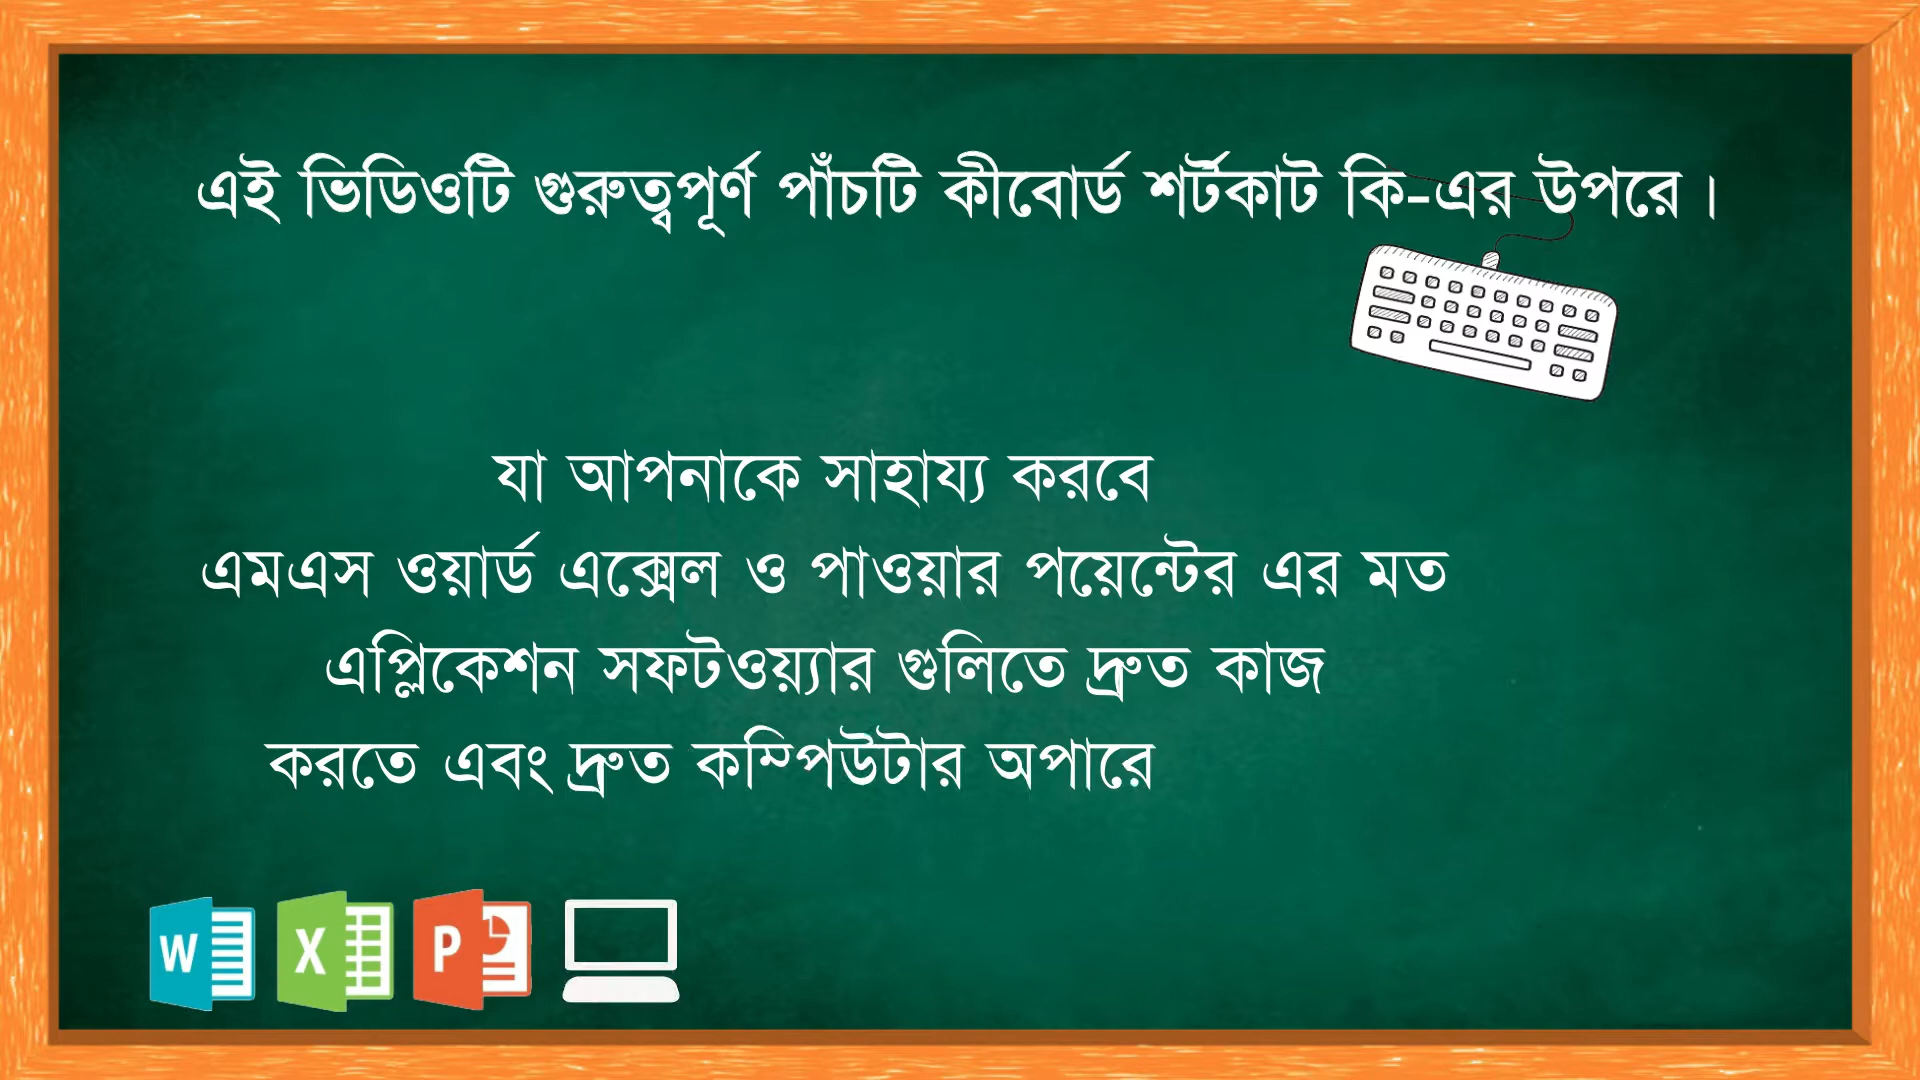 এই ভিডিওটি গুরুত্বপূর্ণ পাঁচটি কীবোর্ড শর্টকাট কি-এর উপরে।
যা আপনাকে সাহায্য করবে
এমএস ওয়ার্ড এক্সেল ও পাওয়ার পয়েন্টের এর মত
এপ্লিকেশন সফটওয়্যার গুলিতে দ্রুত কাজ
করতে এবং দ্রুত কম্পিউটার অপারে
W X P